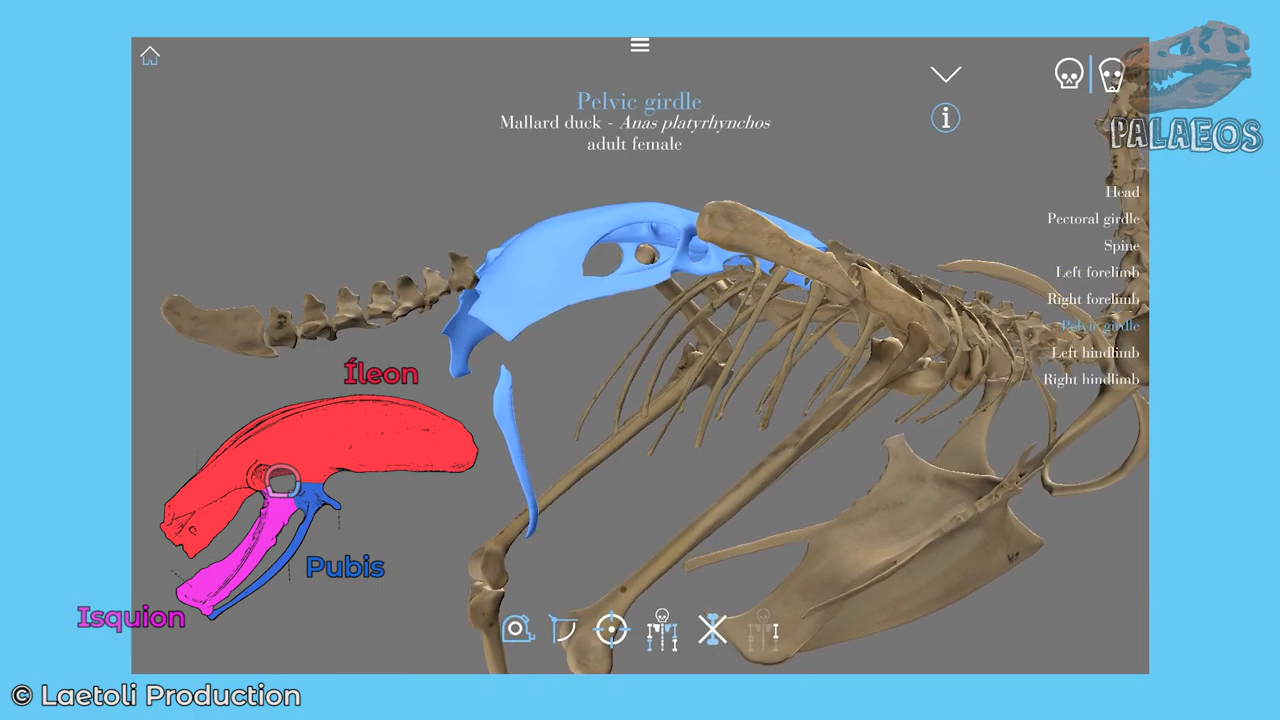 Pelvic girdle
Mallard duck - Anas platyrhynchos
adult female
i
PALAEOS
Head
Pectoral girdle
Spine
Left forelimb
Right forelimb
Pelvic girdle
Left hindlimb
Right hindlimb
Íleon
Pubis
Isquion
© Laetoli Production